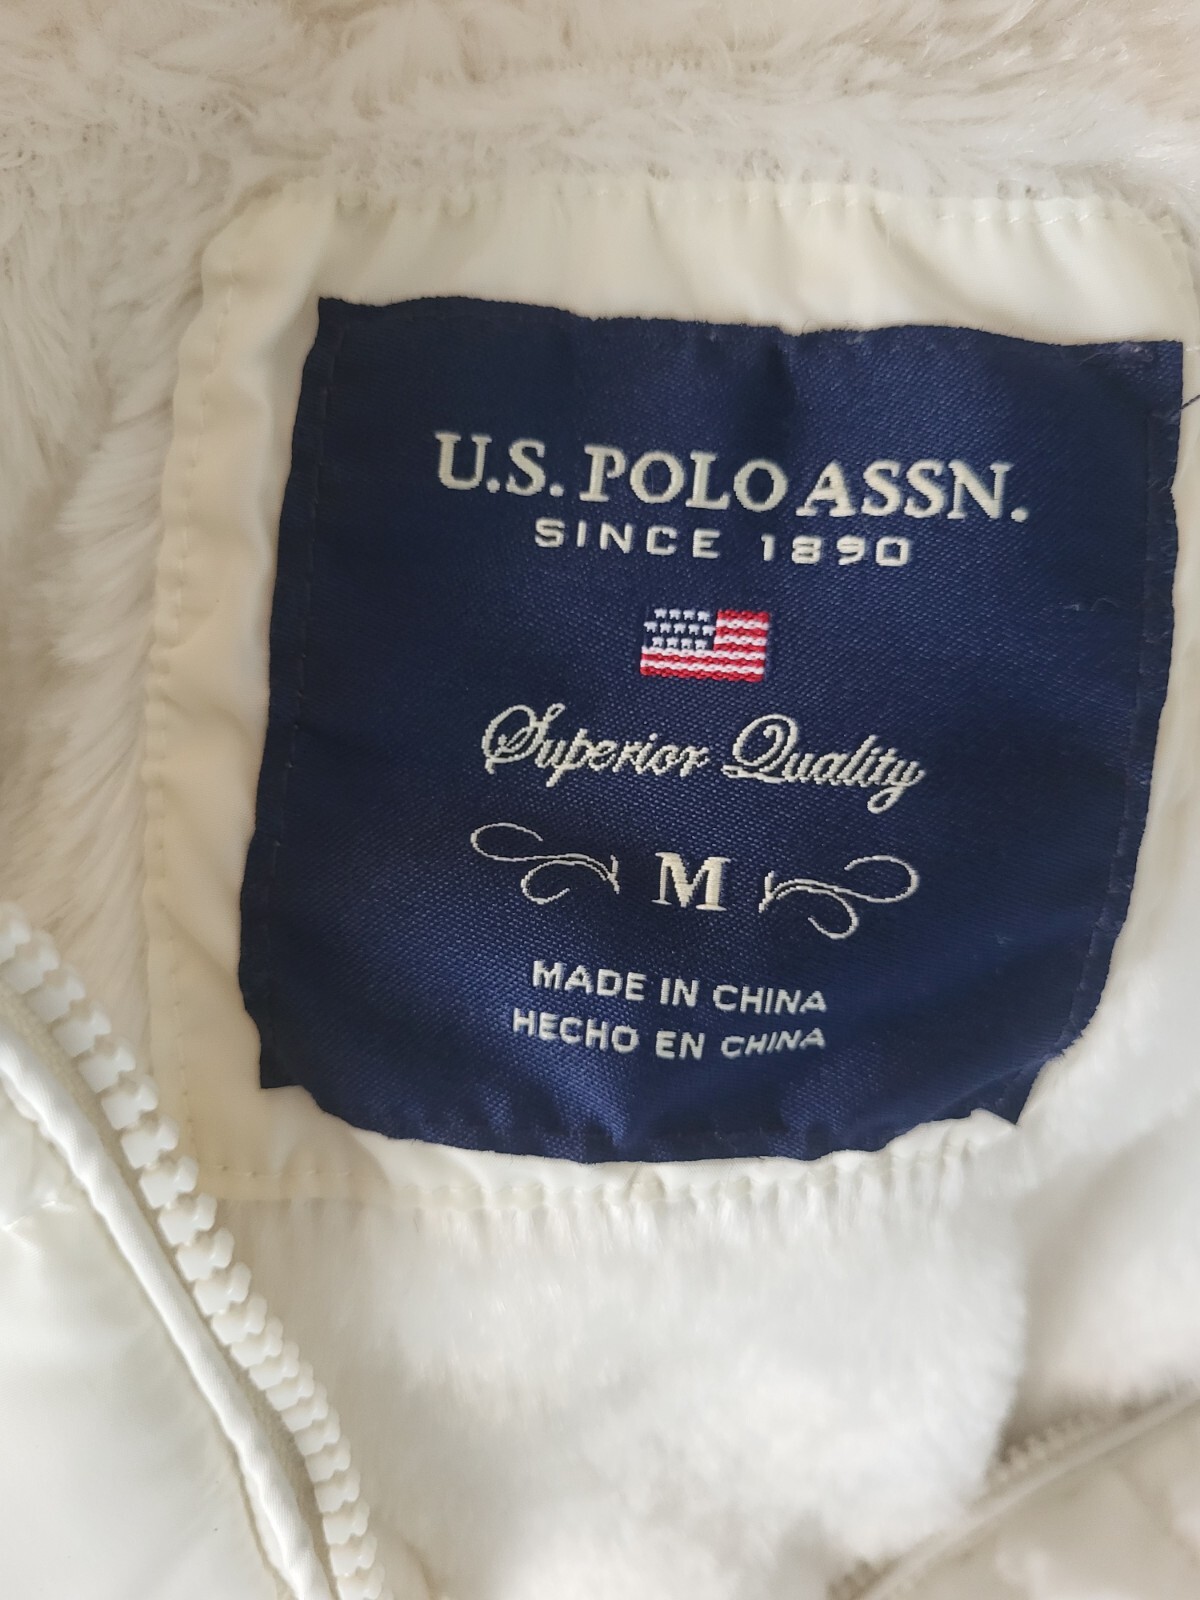 U.S. POLO ASSN.
SINCE 1890
Superior Quality
M
MADE IN CHINA
HECHO EN CHINA